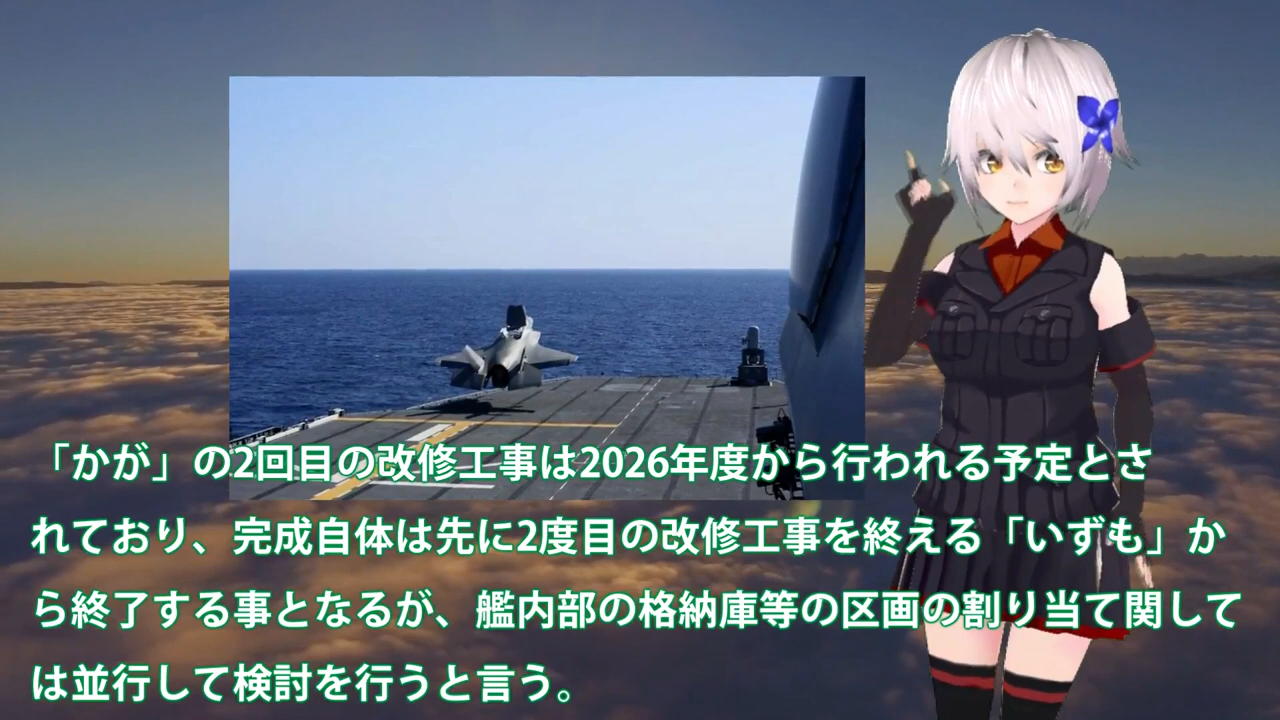 「かが」の2回目の改修工事は2026年度から行われる予定とさ
れており、完成自体は先に2度目の改修工事を終える「いずも」か
ら終了する事となるが、艦内部の格納庫等の区画の割り当て関して
は並行して検討を行うと言う。